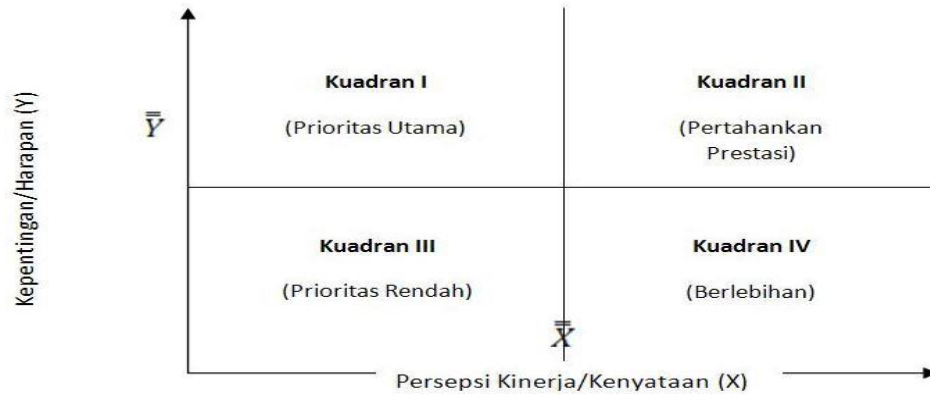 Kepentingan/Harapan (Y)
Kuadran I
(Prioritas Utama)
Kuadran II
(Pertahankan
Prestasi)
Y̿
Kuadran III
(Prioritas Rendah)
Kuadran IV
(Berlebihan)
X̿
Persepsi Kinerja/Kenyataan (X)